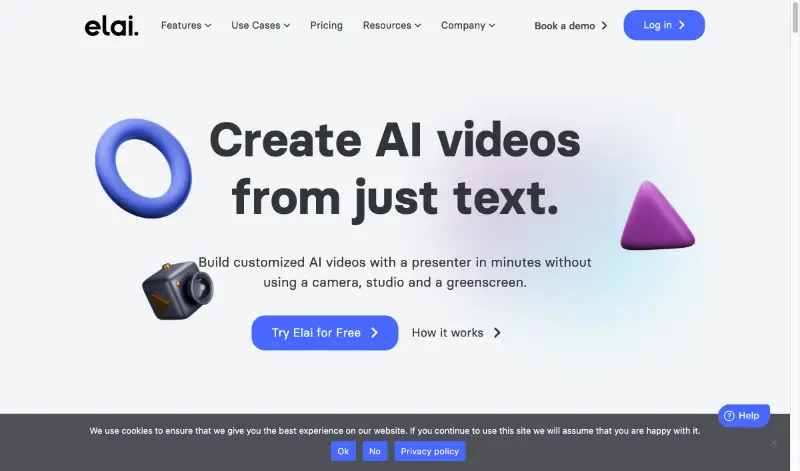 elai.
Features Use Cases Pricing Resources Company Book a demo Log in
Create AI videos
from just text.
Build customized AI videos with a presenter in minutes without
using a camera, studio and a greenscreen.
Try Elai for Free How it works
Help
We use cookies to ensure that we give you the best experience on our website. If you continue to use this site we will assume that you are happy with it.
Ok No Privacy policy